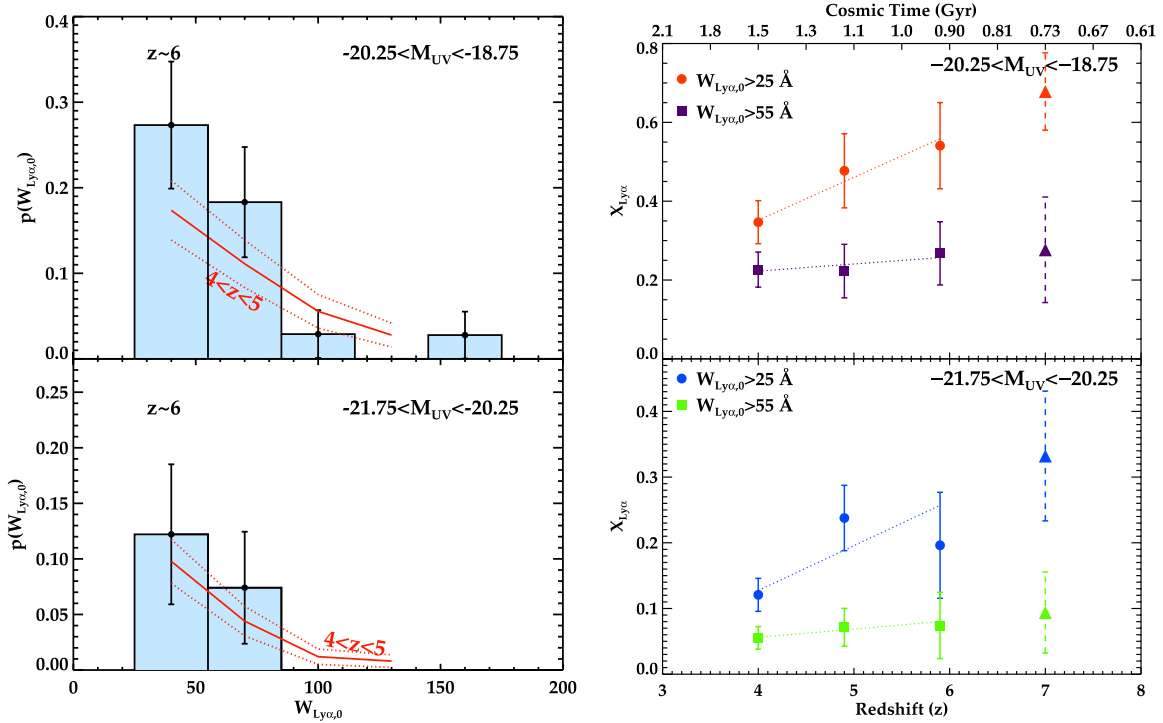 z~6
-20.25<M_UV<-18.75
p(W_Lyα,0)
0.4
0.3
0.2
0.1
0.0
4<z<5
z~6
-21.75<M_UV<-20.25
p(W_Lyα,0)
0.25
0.20
0.15
0.10
0.05
0.00
4<z<5
0 50 100 150 200
W_Lyα,0
Cosmic Time (Gyr)
2.1 1.8 1.5 1.3 1.1 1.0 0.90 0.81 0.73 0.67 0.61
W_Lyα,0>25 Å
W_Lyα,0>55 Å
−20.25<M_UV<−18.75
X_Lyα
0.8
0.6
0.4
0.2
0.0
W_Lyα,0>25 Å
W_Lyα,0>55 Å
−21.75<M_UV<−20.25
X_Lyα
0.4
0.3
0.2
0.1
0.0
3 4 5 6 7 8
Redshift (z)